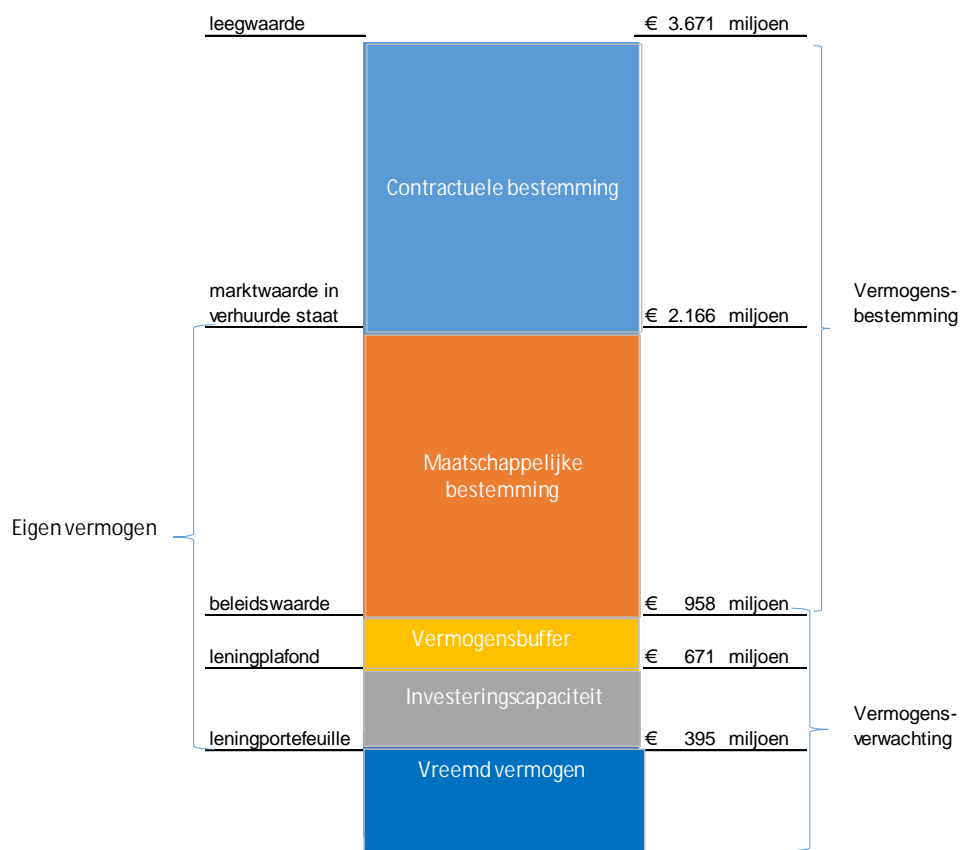 leegwaarde € 3.671 miljoen
Contractuele bestemming
marktwaarde in
verhuurde staat € 2.166 miljoen
Vermogens-
bestemming
Maatschappelijke
bestemming
Eigen vermogen
beleidswaarde € 958 miljoen
Vermogensbuffer
leningplafond € 671 miljoen
Investeringscapaciteit
Vermogens-
verwachting
leningportefeuille € 395 miljoen
Vreemd vermogen